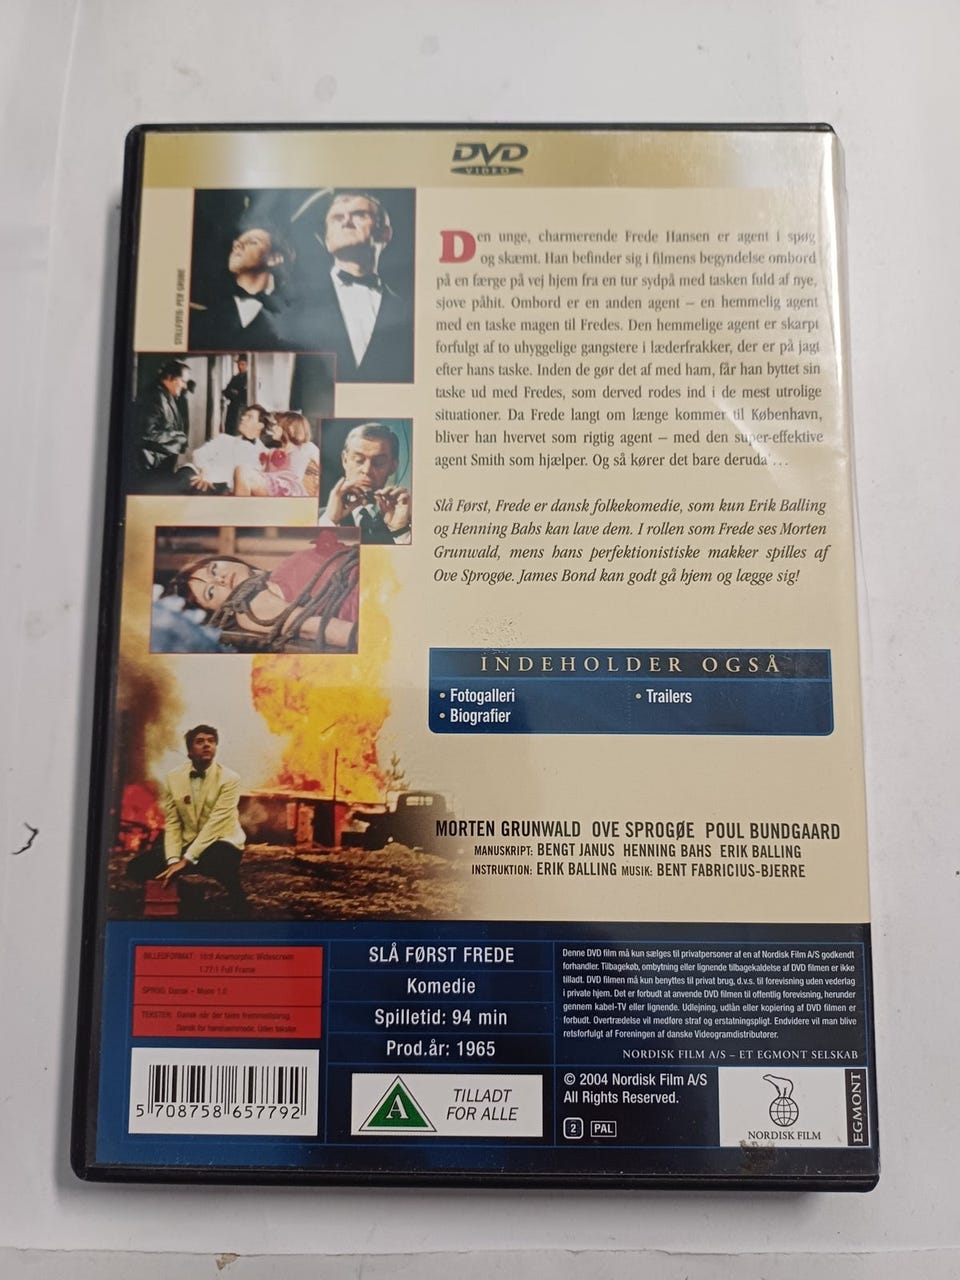 DVD
VIDEO
STILLFOTO: PER GRUNT
Den unge, charmerende Frede Hansen er agent i spøg
og skæmt. Han befinder sig i filmens begyndelse ombord
på en færge på vej hjem fra en tur sydpå med tasken fuld af nye,
sjove påhit. Ombord er en anden agent – en hemmelig agent
med en taske magen til Fredes. Den hemmelige agent er skarpt
forfulgt af to uhyggelige gangstere i læderfrakker, der er på jagt
efter hans taske. Inden de gør det af med ham, får han byttet sin
taske ud med Fredes, som derved rodes ind i de mest utrolige
situationer. Da Frede langt om længe kommer til København,
bliver han hvervet som rigtig agent – med den super-effektive
agent Smith som hjælper. Og så kører det bare deruda'...
Slå Først, Frede er dansk folkekomedie, som kun Erik Balling
og Henning Bahs kan lave dem. I rollen som Frede ses Morten
Grunwald, mens hans perfektionistiske makker spilles af
Ove Sprogøe. James Bond kan godt gå hjem og lægge sig!
INDEHOLDER OGSÅ
• Fotogalleri
• Trailers
• Biografier
MORTEN GRUNWALD OVE SPROGØE POUL BUNDGAARD
MANUSKRIPT: BENGT JANUS HENNING BAHS ERIK BALLING
INSTRUKTION: ERIK BALLING MUSIK: BENT FABRICIUS-BJERRE
BILLEDFORMAT: 16:9 Anamorphic Widescreen
1.77:1 Full Frame
SPROG: Dansk – Mono 1.0
TEKSTER: Dansk når der tales fremmedsprog.
Dansk for hørehæmmede. Uden tekster.
5 708758 657792
SLÅ FØRST FREDE
Komedie
Spilletid: 94 min
Prod.år: 1965
A
TILLADT
FOR ALLE
Denne DVD film må kun sælges til privatpersoner af en af Nordisk Film A/S godkendt
forhandler. Tilbagekøb, ombytning eller lignende tilbagekaldelse af DVD filmen er ikke
tilladt. DVD filmen må kun benyttes til privat brug, d.v.s. til forevisning uden vederlag
i private hjem. Det er forbudt at anvende DVD filmen til offentlig forevisning, herunder
gennem kabel-TV eller lignende. Udlejning, udlån eller kopiering af DVD filmen er
forbudt. Overtrædelse vil medføre straf og erstatningspligt. Endvidere vil man blive
retsforfulgt af Foreningen af danske Videogramdistributører.
NORDISK FILM A/S – ET EGMONT SELSKAB
© 2004 Nordisk Film A/S
All Rights Reserved.
2 PAL
NORDISK FILM
EGMONT